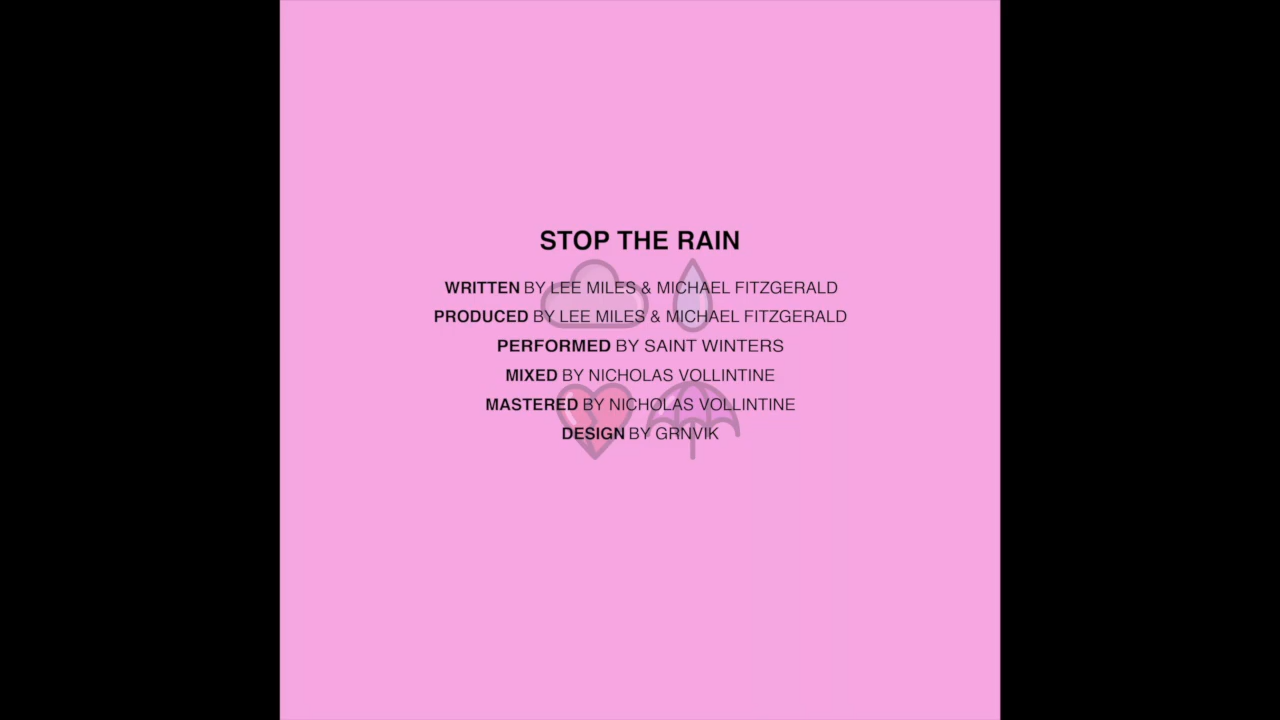 STOP THE RAIN
WRITTEN BY LEE MILES & MICHAEL FITZGERALD
PRODUCED BY LEE MILES & MICHAEL FITZGERALD
PERFORMED BY SAINT WINTERS
MIXED BY NICHOLAS VOLLINTINE
MASTERED BY NICHOLAS VOLLINTINE
DESIGN BY GRNVIK